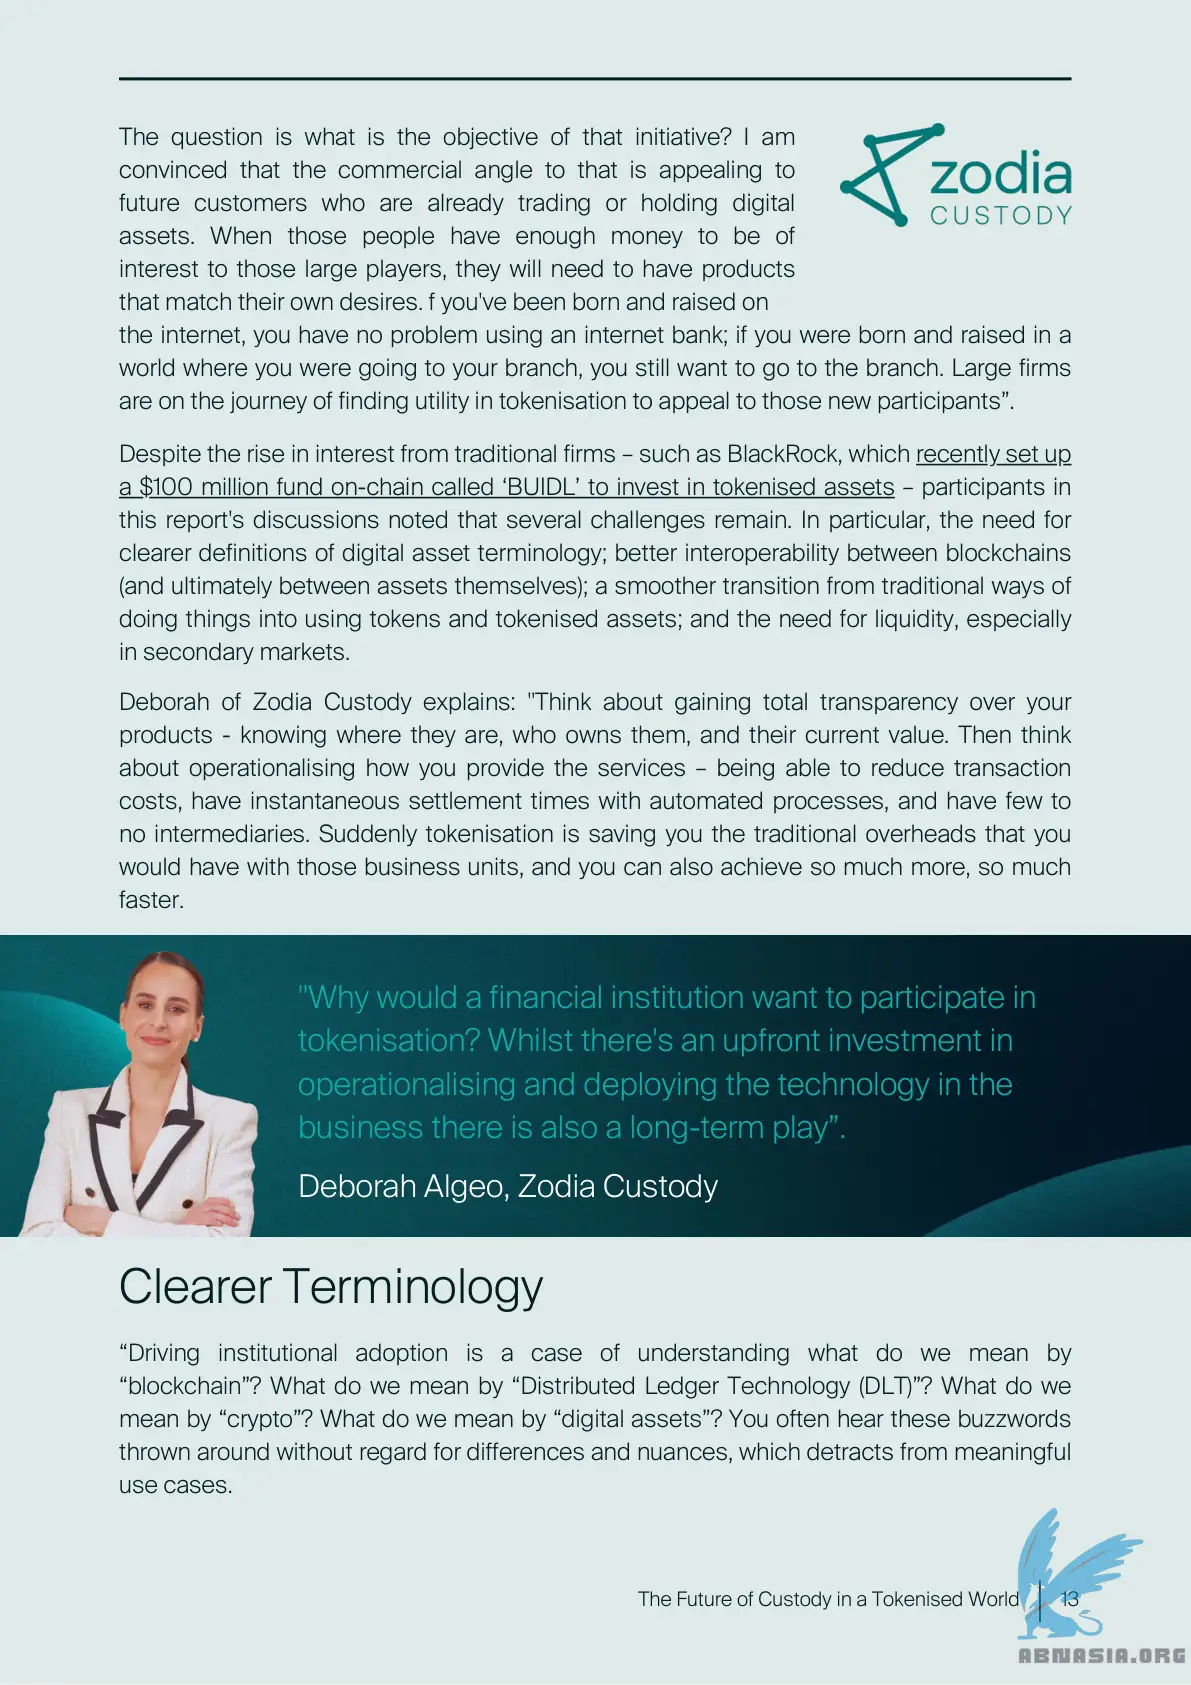 The question is what is the objective of that initiative? I am
convinced that the commercial angle to that is appealing to
future customers who are already trading or holding digital
assets. When those people have enough money to be of
interest to those large players, they will need to have products
that match their own desires. f you've been born and raised on
the internet, you have no problem using an internet bank; if you were born and raised in a
world where you were going to your branch, you still want to go to the branch. Large firms
are on the journey of finding utility in tokenisation to appeal to those new participants”.
zodia
CUSTODY
Despite the rise in interest from traditional firms – such as BlackRock, which recently set up
a $100 million fund on-chain called ‘BUIDL’ to invest in tokenised assets – participants in
this report's discussions noted that several challenges remain. In particular, the need for
clearer definitions of digital asset terminology; better interoperability between blockchains
(and ultimately between assets themselves); a smoother transition from traditional ways of
doing things into using tokens and tokenised assets; and the need for liquidity, especially
in secondary markets.
Deborah of Zodia Custody explains: "Think about gaining total transparency over your
products - knowing where they are, who owns them, and their current value. Then think
about operationalising how you provide the services – being able to reduce transaction
costs, have instantaneous settlement times with automated processes, and have few to
no intermediaries. Suddenly tokenisation is saving you the traditional overheads that you
would have with those business units, and you can also achieve so much more, so much
faster.
"Why would a financial institution want to participate in
tokenisation? Whilst there's an upfront investment in
operationalising and deploying the technology in the
business there is also a long-term play”.
Deborah Algeo, Zodia Custody
Clearer Terminology
“Driving institutional adoption is a case of understanding what do we mean by
“blockchain”? What do we mean by “Distributed Ledger Technology (DLT)”? What do we
mean by “crypto”? What do we mean by “digital assets”? You often hear these buzzwords
thrown around without regard for differences and nuances, which detracts from meaningful
use cases.
The Future of Custody in a Tokenised World 13
ABNASIA.ORG